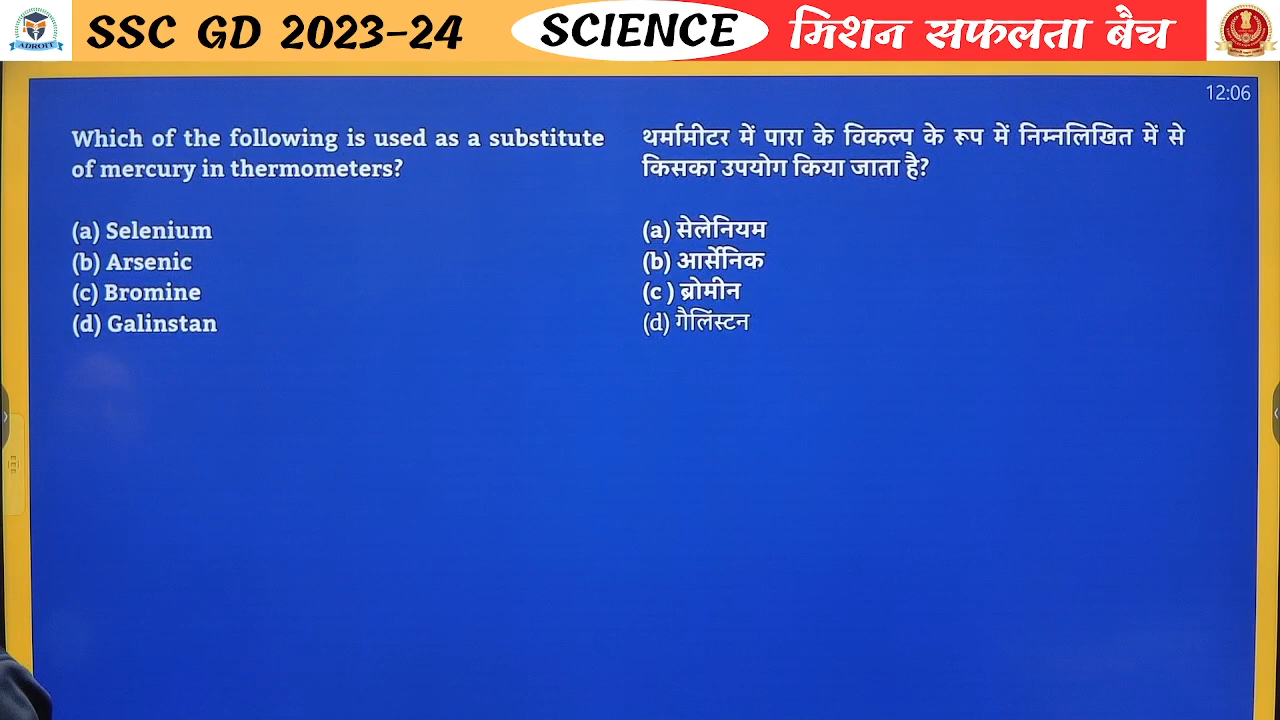 SSC GD 2023-24
SCIENCE
मिशन सफलता बैच
ADROIT
12:06
Which of the following is used as a substitute
of mercury in thermometers?
(a) Selenium
(b) Arsenic
(c) Bromine
(d) Galinstan
थर्मामीटर में पारा के विकल्प के रूप में निम्नलिखित में से
किसका उपयोग किया जाता है?
(a) सेलेनियम
(b) आर्सेनिक
(c ) ब्रोमीन
(d) गैलिंस्टन